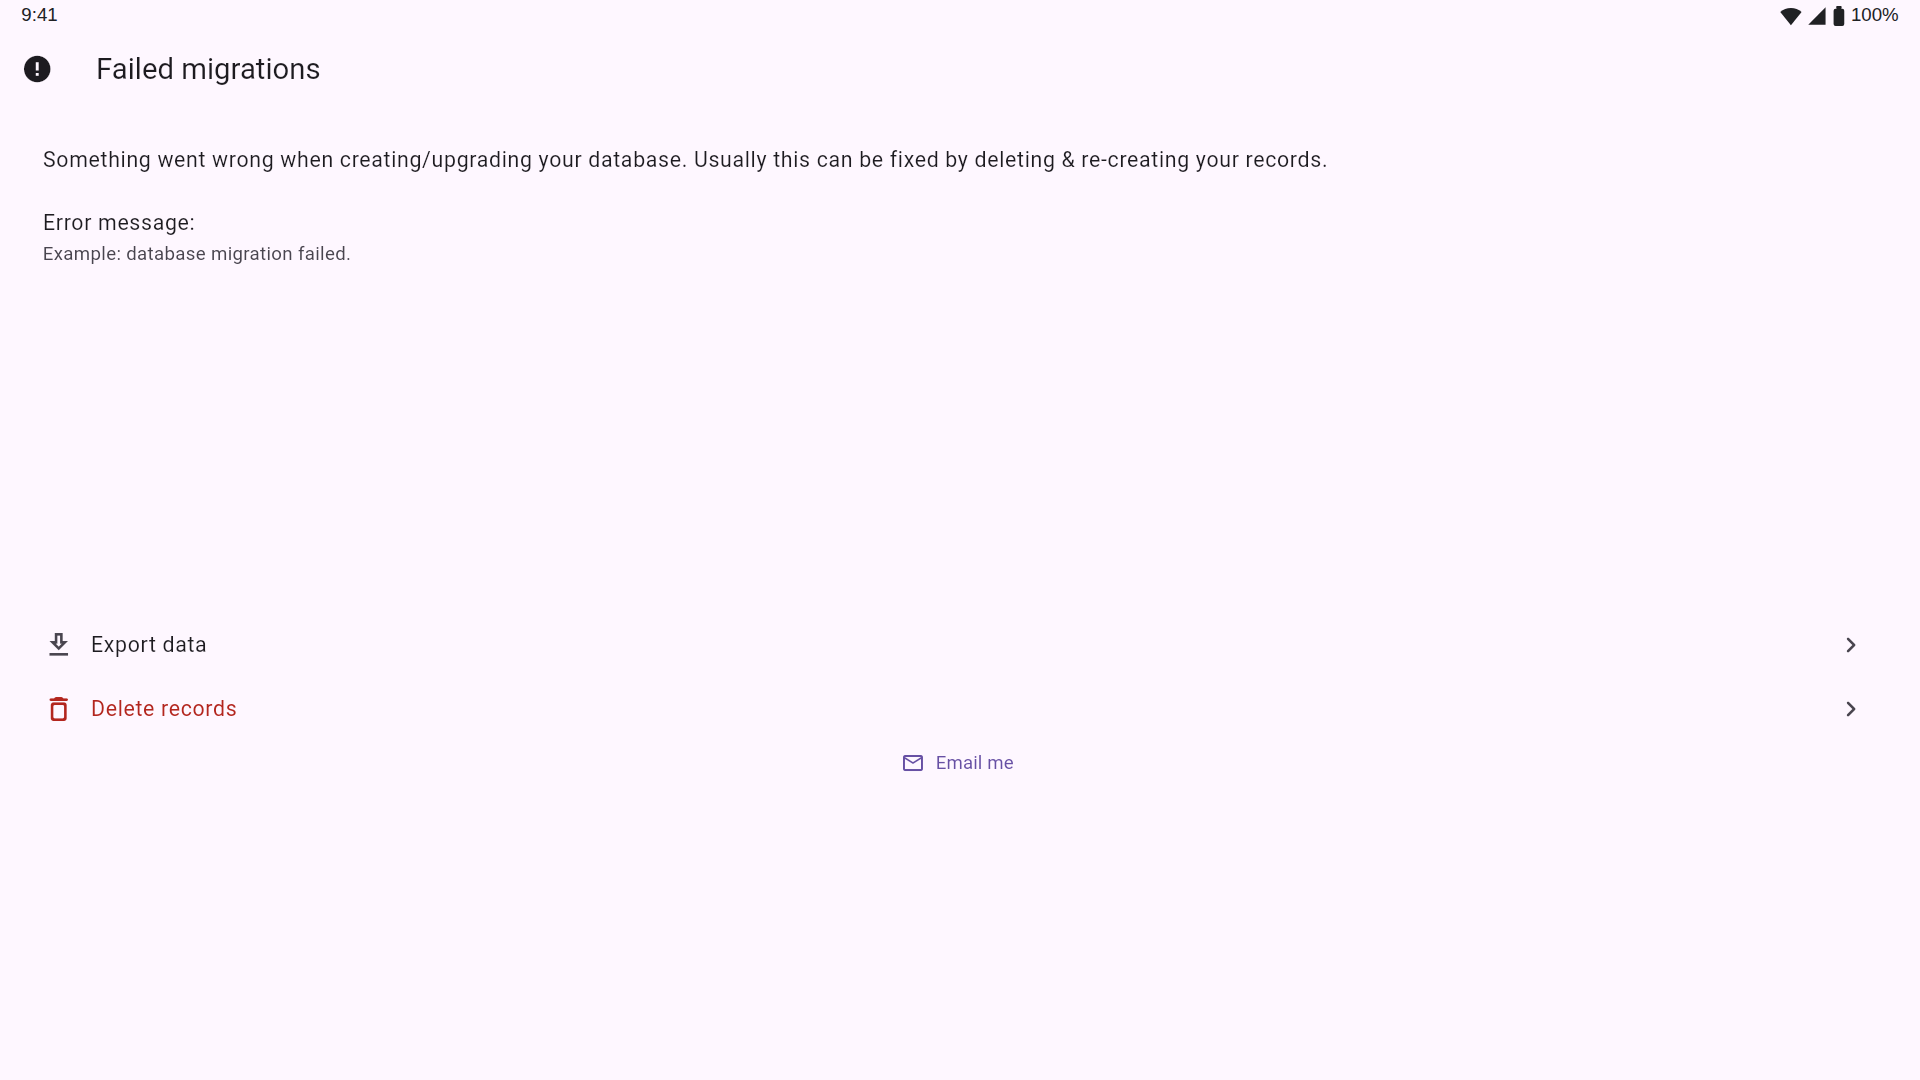 9:41
100%
Failed migrations
Something went wrong when creating/upgrading your database. Usually this can be fixed by deleting & re-creating your records.
Error message:
Example: database migration failed.
Export data
Delete records
Email me